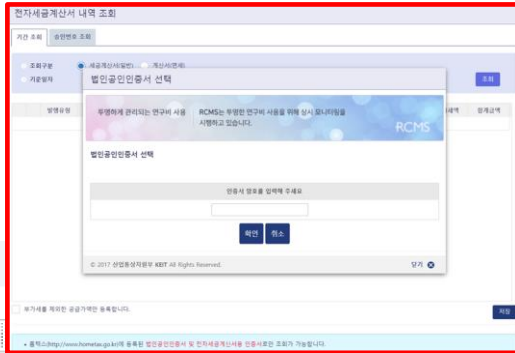 전자세금계산서 내역 조회
기간 조회 승인번호 조회
조회구분 세금계산서(일반) 계산서(면세)
기준일자
조회
발행유형 합계금액
법인공인인증서 선택
투명하게 관리되는 연구비 사용 RCMS는 투명한 연구비 사용을 위해 상시 모니터링을
시행하고 있습니다.
RCMS
법인공인인증서 선택
인증서 암호를 입력해 주세요
확인 취소
© 2017 산업통상자원부 KEIT All Rights Reserved. 닫기
부가세를 제외한 공급가액만 등록합니다.
저장
홈텍스(http://www.hometax.go.kr)에 등록된 법인공인인증서 및 전자세금계산서용 인증서로만 조회가 가능합니다.